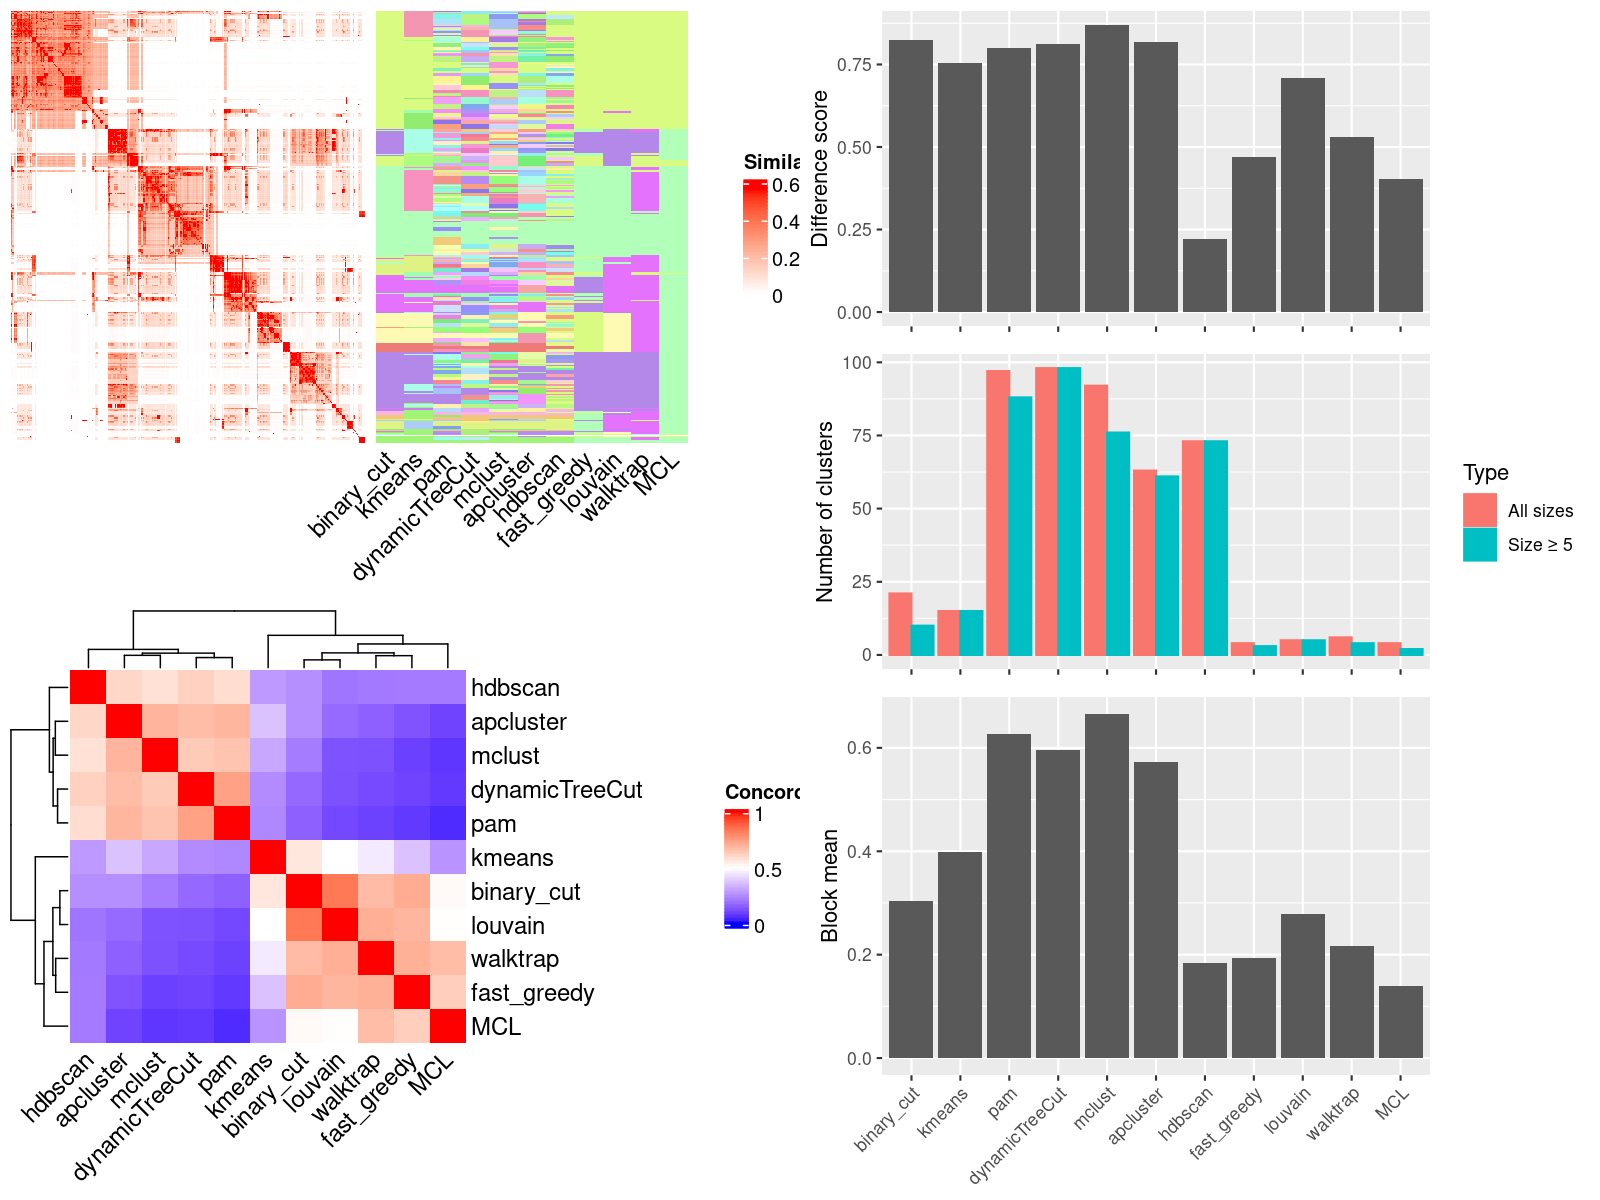 Simila
0.6
0.4
0.2
0
binary_cut
kmeans
pam
dynamicTreeCut
mclust
apcluster
hdbscan
fast_greedy
louvain
walktrap
MCL
hdbscan
apcluster
mclust
dynamicTreeCut
pam
kmeans
binary_cut
louvain
walktrap
fast_greedy
MCL
Concord
1
0.5
0
hdbscan
apcluster
mclust
dynamicTreeCut
pam
kmeans
binary_cut
louvain
walktrap
fast_greedy
MCL
Difference score
0.75
0.50
0.25
0.00
Number of clusters
100
75
50
25
0
Type
All sizes
Size ≥ 5
Block mean
0.6
0.4
0.2
0.0
binary_cut
kmeans
pam
dynamicTreeCut
mclust
apcluster
hdbscan
fast_greedy
louvain
walktrap
MCL